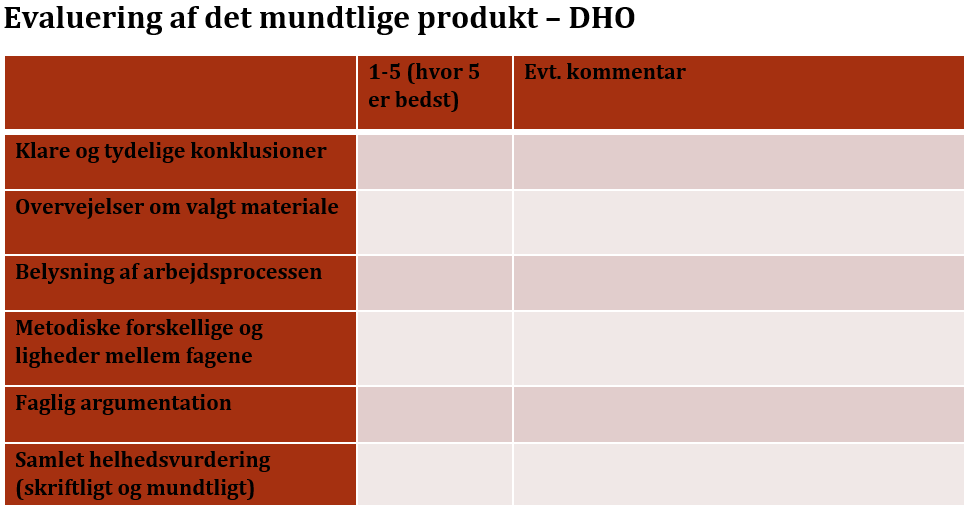 Evaluering af det mundtlige produkt – DHO
1-5 (hvor 5
er bedst)
Evt. kommentar
Klare og tydelige konklusioner
Overvejelser om valgt materiale
Belysning af arbejdsprocessen
Metodiske forskellige og
ligheder mellem fagene
Faglig argumentation
Samlet helhedsvurdering
(skriftligt og mundtligt)